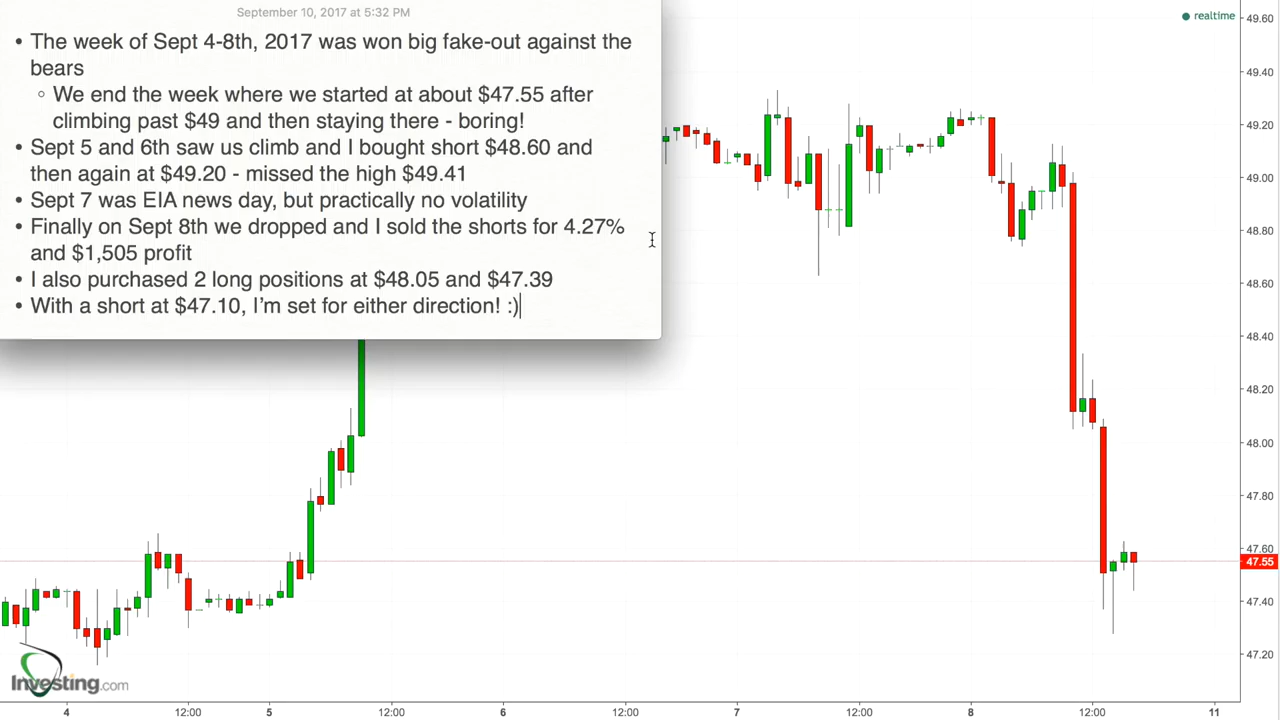 September 10, 2017 at 5:32 PM
• The week of Sept 4-8th, 2017 was won big fake-out against the
bears
◦ We end the week where we started at about $47.55 after
climbing past $49 and then staying there - boring!
• Sept 5 and 6th saw us climb and I bought short $48.60 and
then again at $49.20 - missed the high $49.41
• Sept 7 was EIA news day, but practically no volatility
• Finally on Sept 8th we dropped and I sold the shorts for 4.27%
and $1,505 profit
• I also purchased 2 long positions at $48.05 and $47.39
• With a short at $47.10, I'm set for either direction! :)
realtime
49.60
49.40
49.20
49.00
48.80
48.60
48.40
48.20
48.00
47.80
47.60
47.55
47.40
47.20
Investing.com
4
12:00
5
12:00
6
12:00
7
12:00
8
12:00
11